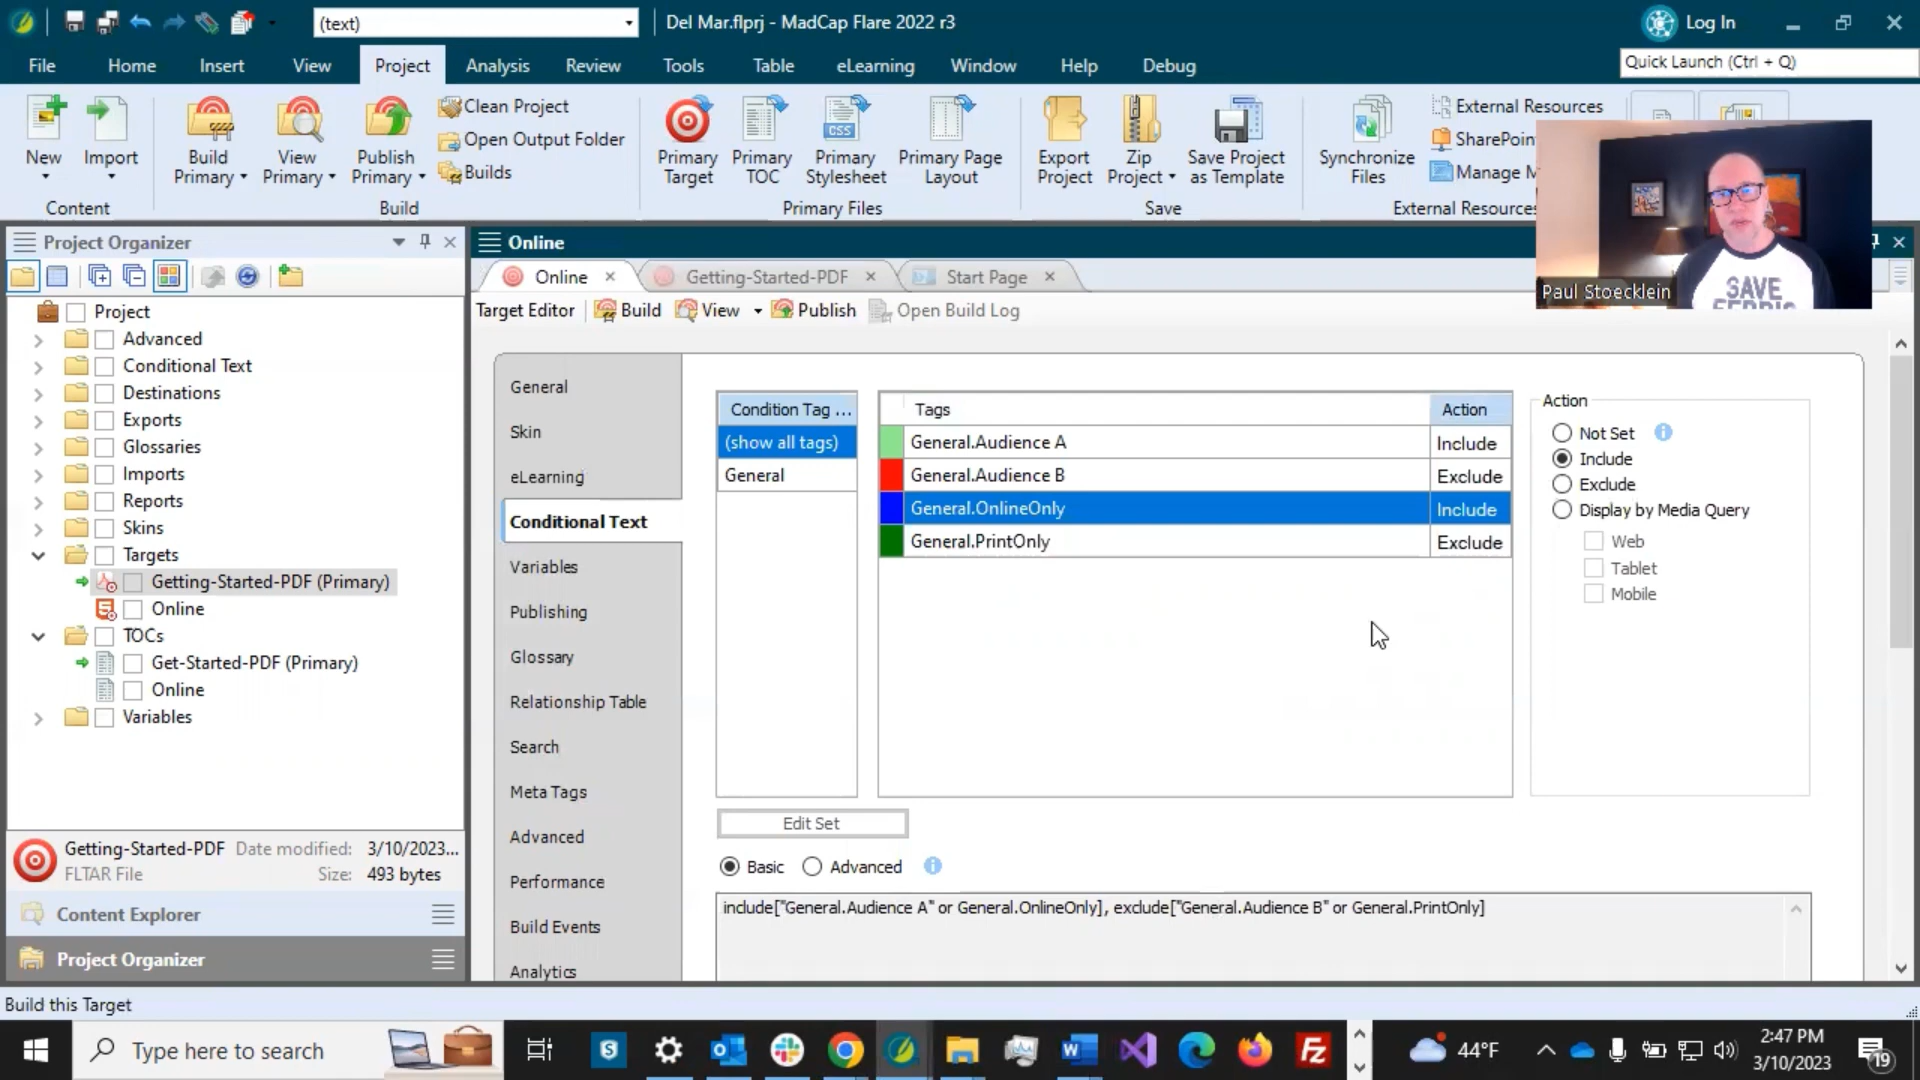 (text)
Del Mar.flprj - MadCap Flare 2022 r3
Log In
File
Home
Insert
View
Project
Analysis
Review
Tools
Table
eLearning
Window
Help
Debug
Quick Launch (Ctrl + Q)
New
Import
Content
Build Primary
View Primary
Publish Primary
Clean Project
Open Output Folder
Builds
Build
Primary Target
Primary TOC
Primary Stylesheet
Primary Page Layout
Primary Files
Export Project
Zip Project
Save Project as Template
Save
Synchronize Files
External Resources
SharePoin
Manage M
External Resources
Paul Stoecklein
SAVE
FERRIS
Project Organizer
Project
Advanced
Conditional Text
Destinations
Exports
Glossaries
Imports
Reports
Skins
Targets
Getting-Started-PDF (Primary)
Online
TOCs
Get-Started-PDF (Primary)
Online
Variables
Getting-Started-PDF Date modified: 3/10/2023...
FLTAR File Size: 493 bytes
Content Explorer
Project Organizer
Online
Online
Getting-Started-PDF
Start Page
Target Editor
Build
View
Publish
Open Build Log
General
Skin
eLearning
Conditional Text
Variables
Publishing
Glossary
Relationship Table
Search
Meta Tags
Advanced
Performance
Build Events
Analytics
Condition Tag ...
(show all tags)
General
Tags Action
General.Audience A Include
General.Audience B Exclude
General.OnlineOnly Include
General.PrintOnly Exclude
Action
Not Set
Include
Exclude
Display by Media Query
Web
Tablet
Mobile
Edit Set
Basic
Advanced
include["General.Audience A" or General.OnlineOnly], exclude["General.Audience B" or General.PrintOnly]
Build this Target
Type here to search
CSS
S
W
Fz
44°F
2:47 PM
3/10/2023
19